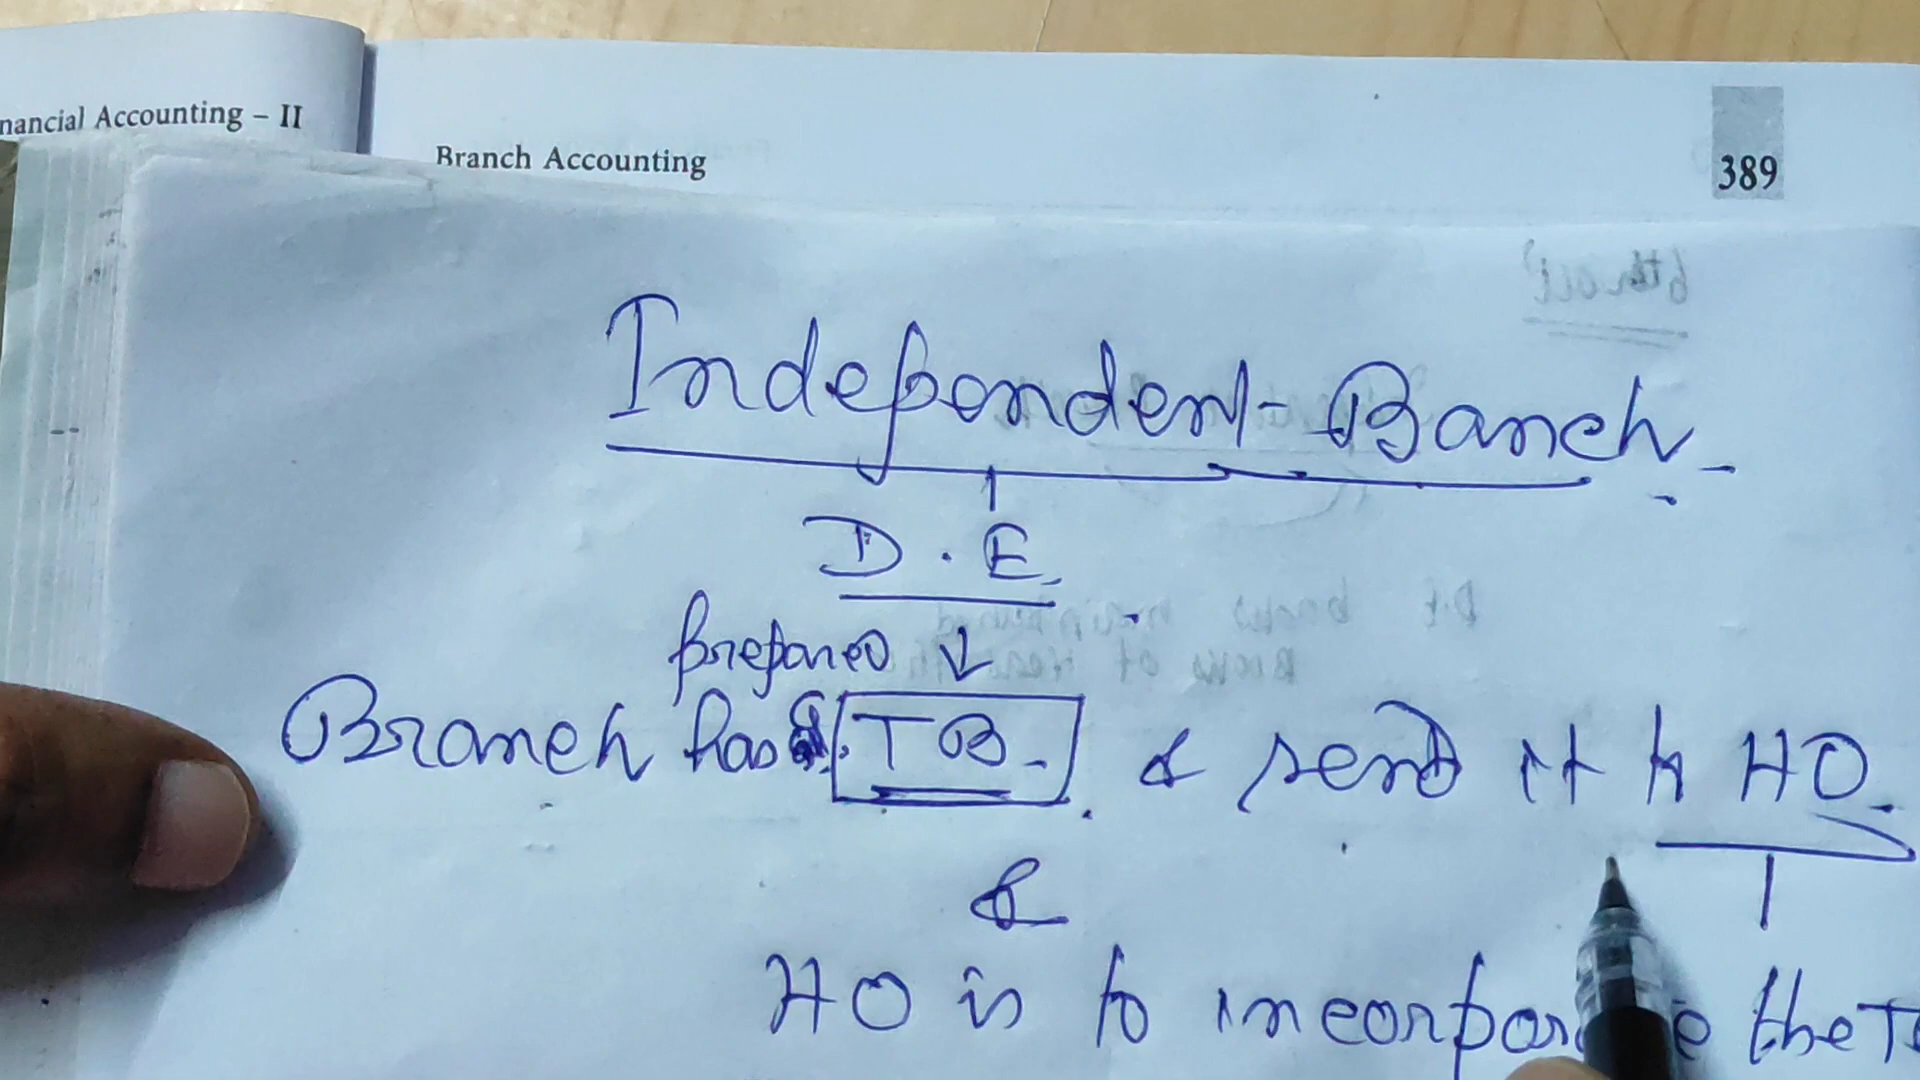 nancial Accounting – II
Branch Accounting
389
Independent Banch
D.E.
prepared
Branch has T B. & send it to HO.
&
HO is to incorporate the T